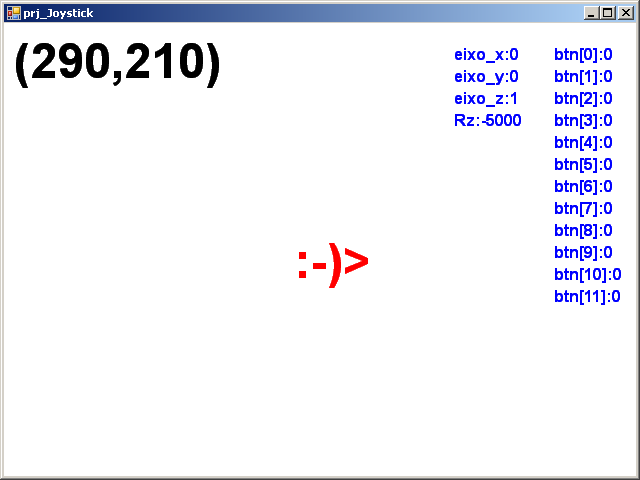 prj_Joystick
(290,210)
eixo_x:0
eixo_y:0
eixo_z:1
Rz:-5000
btn[0]:0
btn[1]:0
btn[2]:0
btn[3]:0
btn[4]:0
btn[5]:0
btn[6]:0
btn[7]:0
btn[8]:0
btn[9]:0
btn[10]:0
btn[11]:0
:-)>